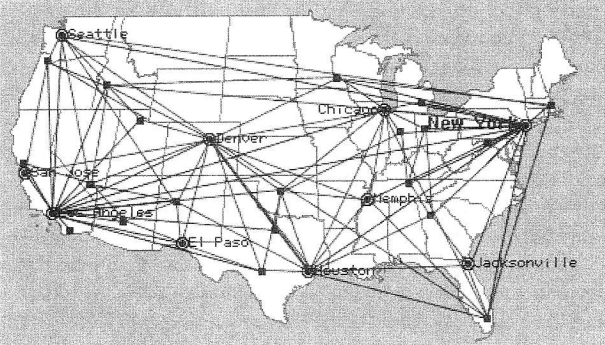 Seattle
Chicago
New York
Denver
San Jose
Memphis
Los Angeles
El Paso
Jacksonville
Houston